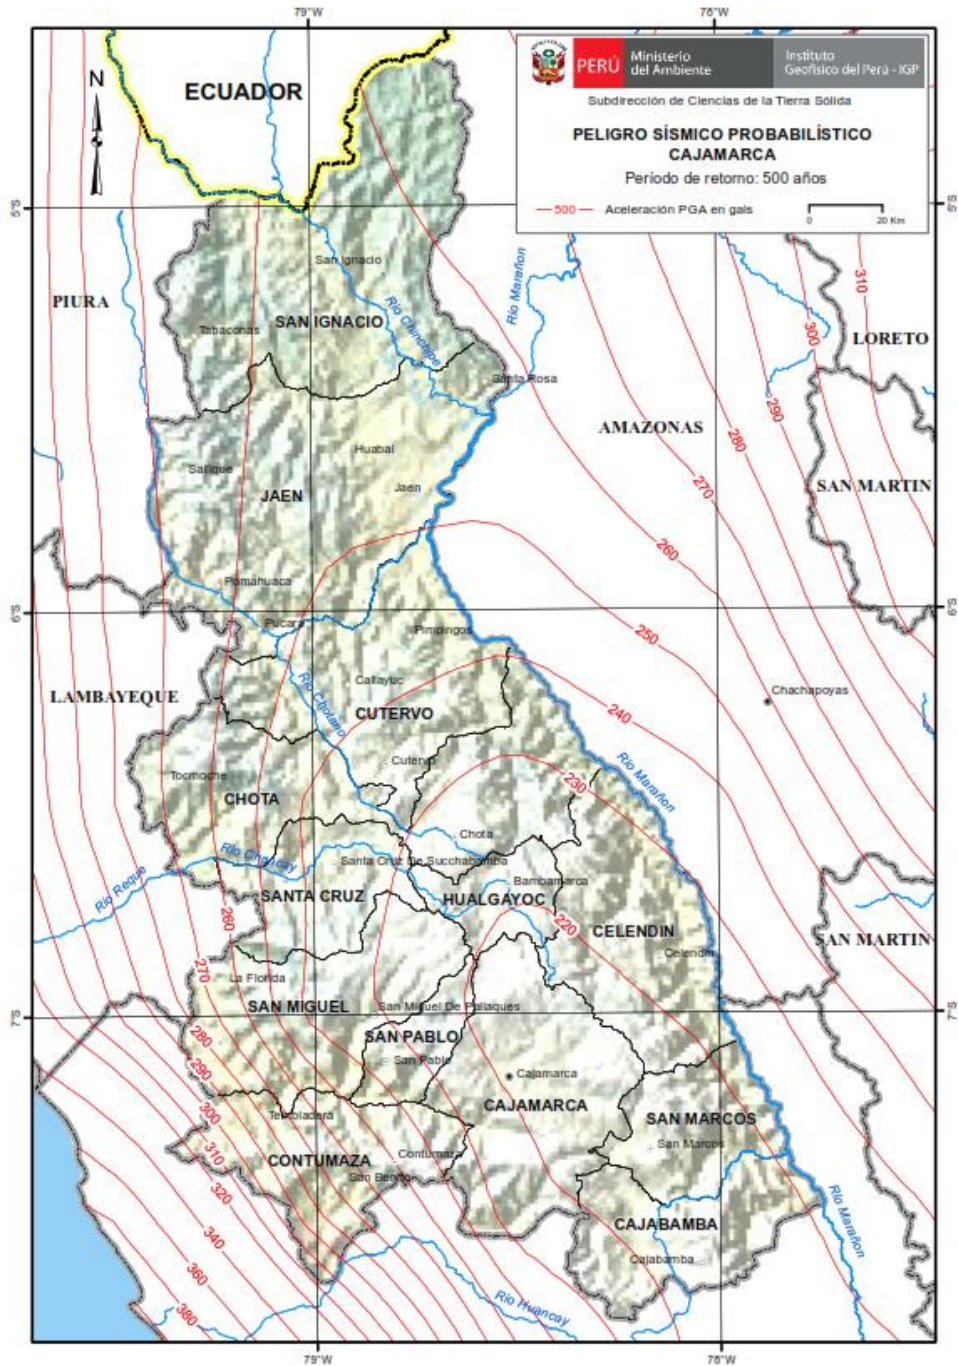 79°W
78°W
PERÚ
Ministerio
del Ambiente
Instituto
Geofísico del Perú - IGP
Subdirección de Ciencias de la Tierra Sólida
PELIGRO SÍSMICO PROBABILÍSTICO
CAJAMARCA
Período de retorno: 500 años
500 Aceleración PGA en gals
0 20 Km
N
ECUADOR
5°S
5°S
San Ignacio
Río Marañon
310
PIURA
Río Chinchipe
Tabaconas
SAN IGNACIO
300
LORETO
Santa Rosa
290
AMAZONAS
280
Huabal
Sallique
JAEN
Jaen
270
SAN MARTIN
260
Pomahuaca
6°S
6°S
Pucara
Pimpingos
250
LAMBAYEQUE
Callayuc
Río Chotano
CUTERVO
240
Chachapoyas
Cutervo
Tocmoche
CHOTA
230
Río Marañon
Chota
Río Chancay
Santa Cruz De Succhabamba
Río Reque
SANTA CRUZ
Bambamarca
HUALGAYOC
260
220
CELENDIN
SAN MARTIN
Celendin
270
La Florida
SAN MIGUEL
San Miguel De Pallaques
7°S
7°S
280
SAN PABLO
San Pablo
290
Cajamarca
300
Tembladera
CAJAMARCA
SAN MARCOS
310
CONTUMAZA
Contumaza
San Marcos
San Benito
320
CAJABAMBA
Río Marañon
340
Cajabamba
360
380
Río Huancay
79°W
78°W